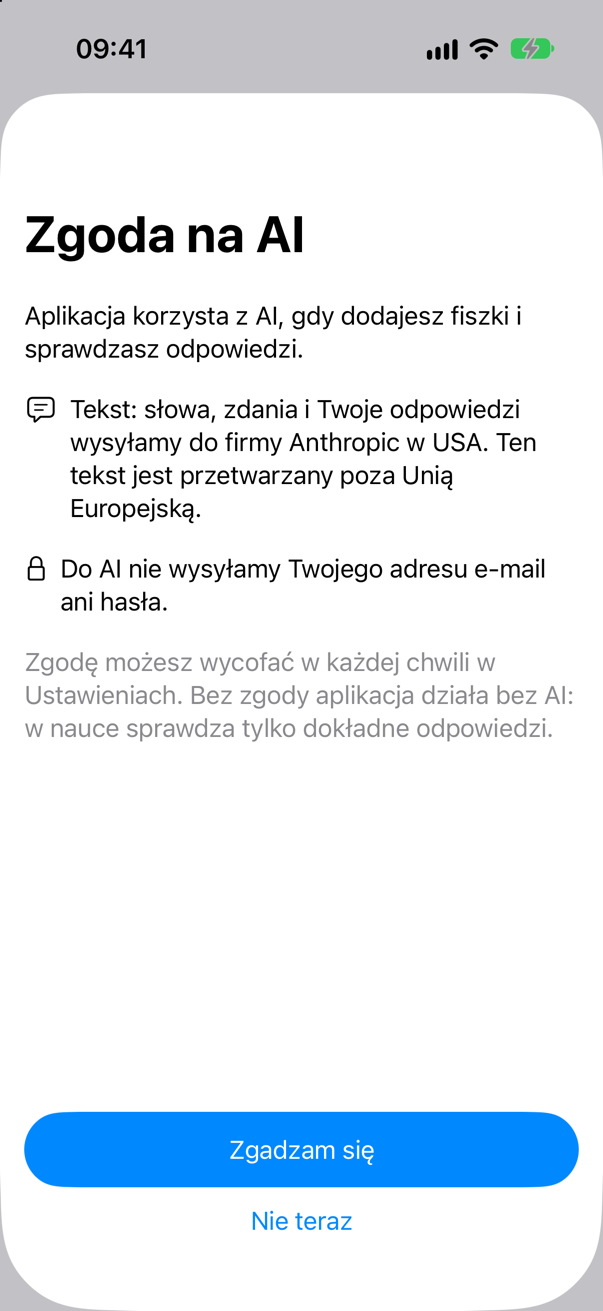 09:41
Zgoda na AI
Aplikacja korzysta z AI, gdy dodajesz fiszki i
sprawdzasz odpowiedzi.
Tekst: słowa, zdania i Twoje odpowiedzi
wysyłamy do firmy Anthropic w USA. Ten
tekst jest przetwarzany poza Unią
Europejską.
Do AI nie wysyłamy Twojego adresu e-mail
ani hasła.
Zgodę możesz wycofać w każdej chwili w
Ustawieniach. Bez zgody aplikacja działa bez AI:
w nauce sprawdza tylko dokładne odpowiedzi.
Zgadzam się
Nie teraz